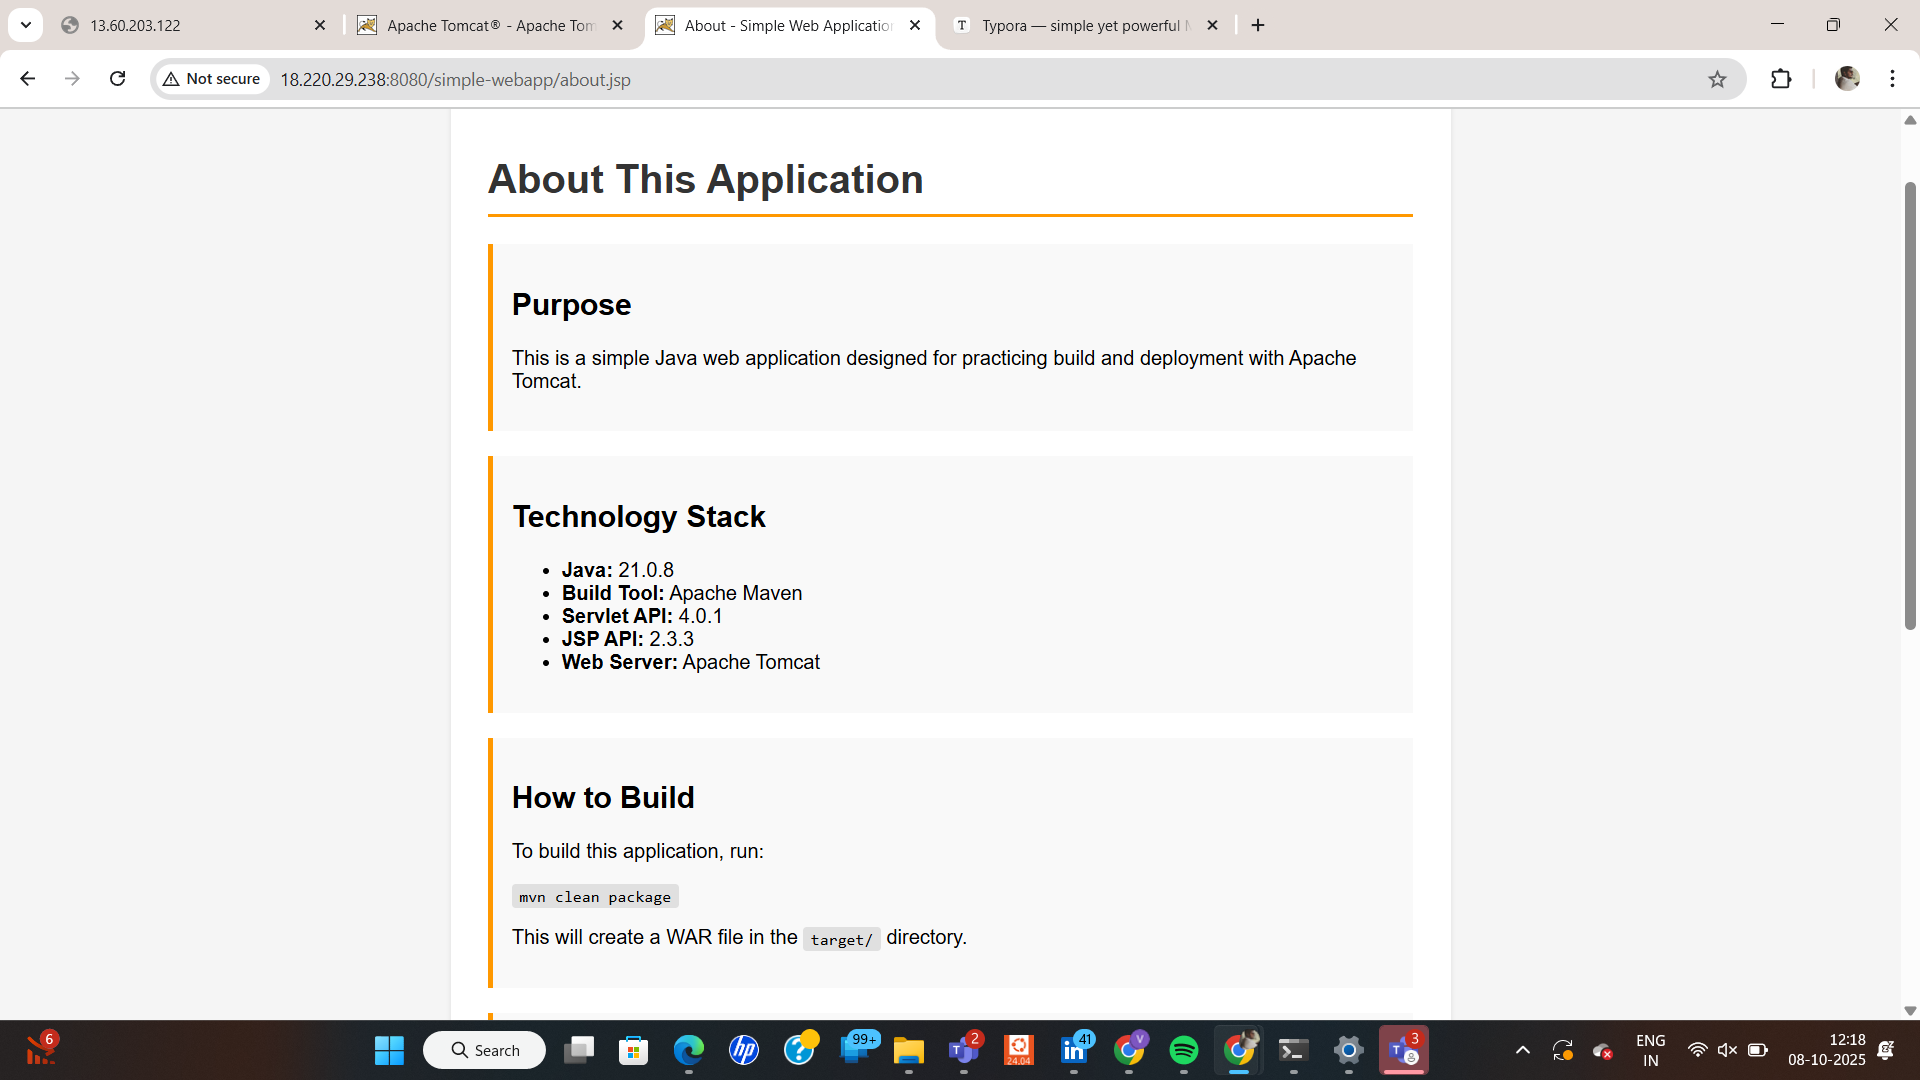 13.60.203.122
Apache Tomcat® - Apache Tom
About - Simple Web Application
Typora — simple yet powerful M
Not secure
18.220.29.238:8080/simple-webapp/about.jsp
About This Application
Purpose
This is a simple Java web application designed for practicing build and deployment with Apache
Tomcat.
Technology Stack
• Java: 21.0.8
• Build Tool: Apache Maven
• Servlet API: 4.0.1
• JSP API: 2.3.3
• Web Server: Apache Tomcat
How to Build
To build this application, run:
mvn clean package
This will create a WAR file in the target/ directory.
6
Search
hp
99+
2
24.04
41
V
3
ENG
IN
12:18
08-10-2025